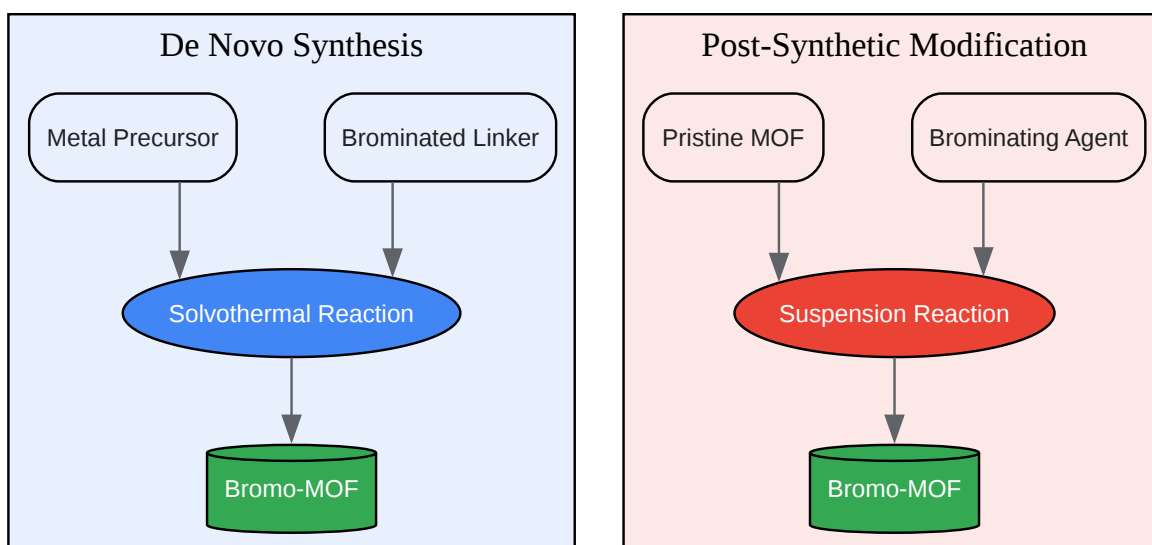 De Novo Synthesis
Metal Precursor
Brominated Linker
Solvothermal Reaction
Bromo-MOF
Post-Synthetic Modification
Pristine MOF
Brominating Agent
Suspension Reaction
Bromo-MOF